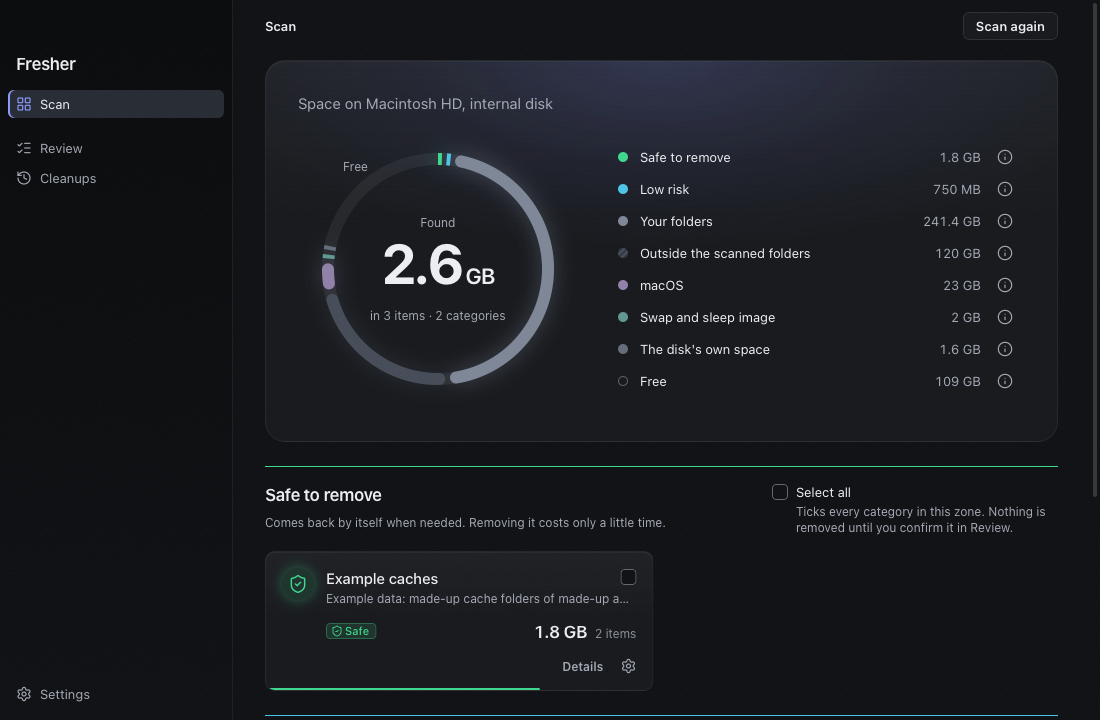 Fresher
Scan
Review
Cleanups
Settings
Scan
Scan again
Space on Macintosh HD, internal disk
Free
Found
2.6 GB
in 3 items · 2 categories
Safe to remove 1.8 GB
Low risk 750 MB
Your folders 241.4 GB
Outside the scanned folders 120 GB
macOS 23 GB
Swap and sleep image 2 GB
The disk's own space 1.6 GB
Free 109 GB
Safe to remove
Comes back by itself when needed. Removing it costs only a little time.
Select all
Ticks every category in this zone. Nothing is
removed until you confirm it in Review.
Example caches
Example data: made-up cache folders of made-up a...
Safe
1.8 GB 2 items
Details